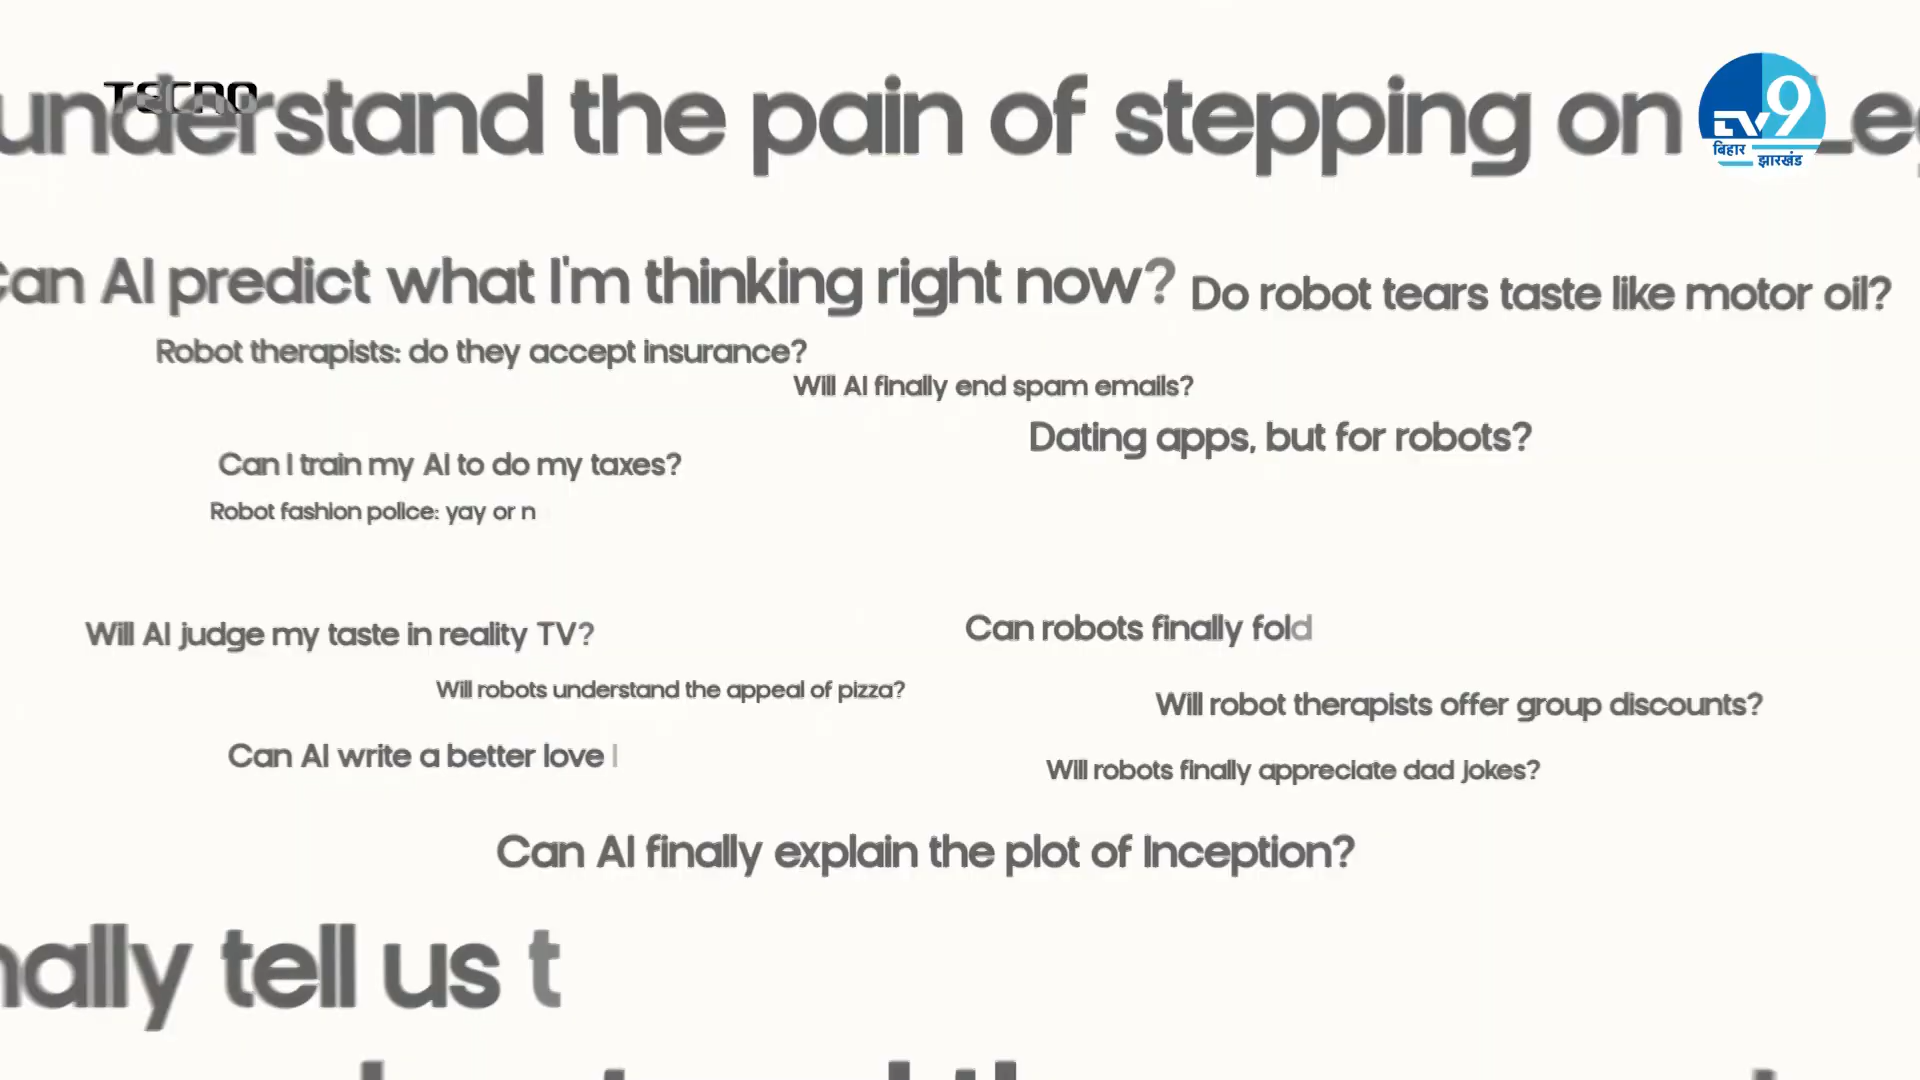 TECNO
understand the pain of stepping on
TV9
बिहार
झारखंड
Can AI predict what I'm thinking right now?
Do robot tears taste like motor oil?
Robot therapists: do they accept insurance?
Will AI finally end spam emails?
Dating apps, but for robots?
Can I train my AI to do my taxes?
Robot fashion police: yay or n
Can robots finally fold
Will AI judge my taste in reality TV?
Will robots understand the appeal of pizza?
Will robot therapists offer group discounts?
Can AI write a better love l
Will robots finally appreciate dad jokes?
Can AI finally explain the plot of Inception?
nally tell us t